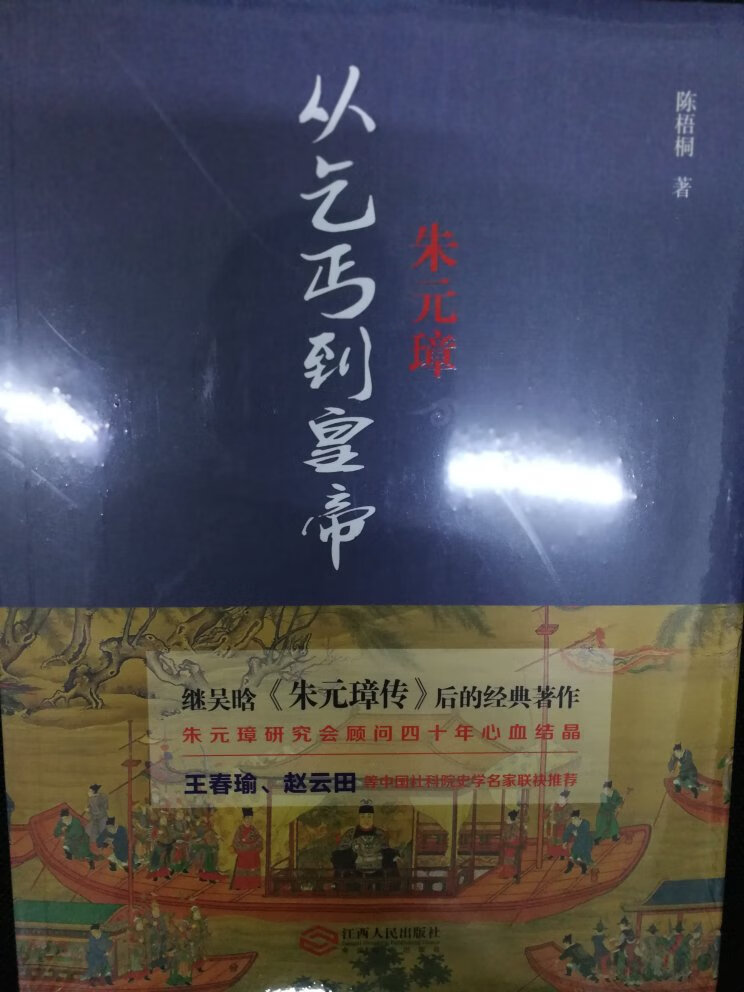 陈梧桐 著
朱元璋
从乞丐到皇帝
继吴晗《朱元璋传》后的经典著作
朱元璋研究会顾问四十年心血结晶
王春瑜、赵云田等中国社科院史学名家联袂推荐
江西人民出版社